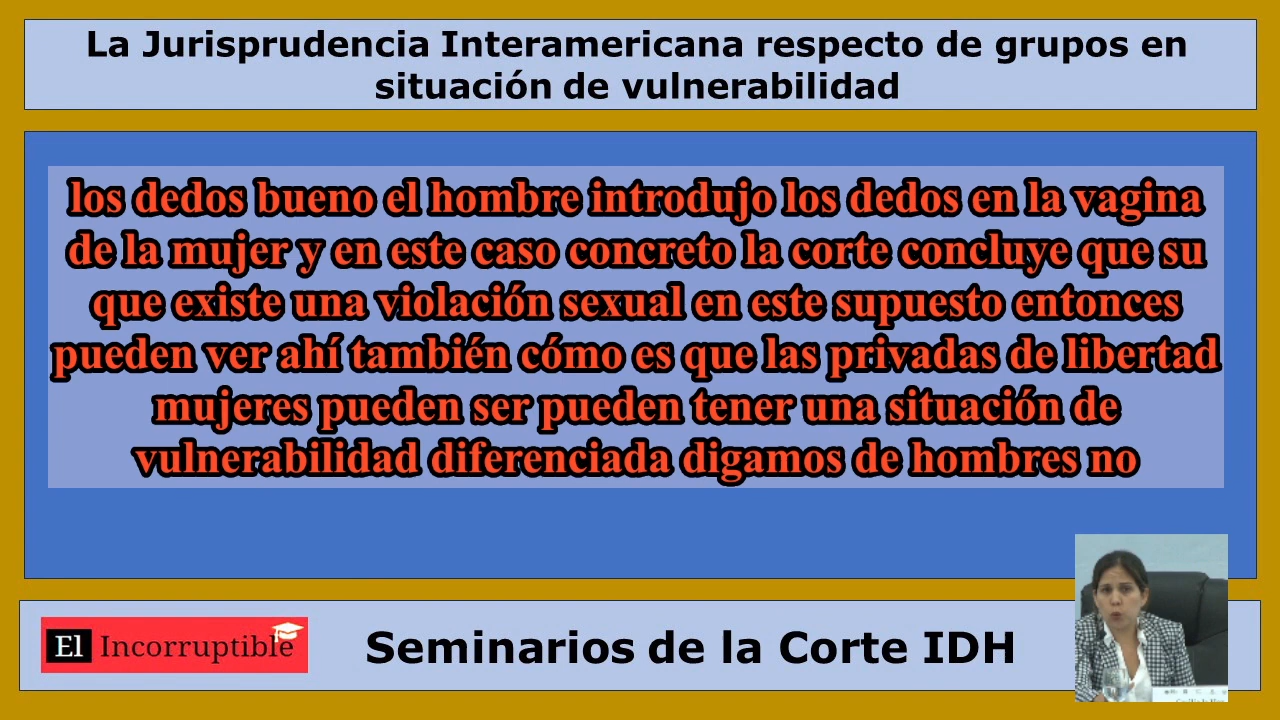 La Jurisprudencia Interamericana respecto de grupos en
situación de vulnerabilidad
los dedos bueno el hombre introdujo los dedos en la vagina
de la mujer y en este caso concreto la corte concluye que su
que existe una violación sexual en este supuesto entonces
pueden ver ahí también cómo es que las privadas de libertad
mujeres pueden ser pueden tener una situación de
vulnerabilidad diferenciada digamos de hombres no
El Incorruptible
Seminarios de la Corte IDH